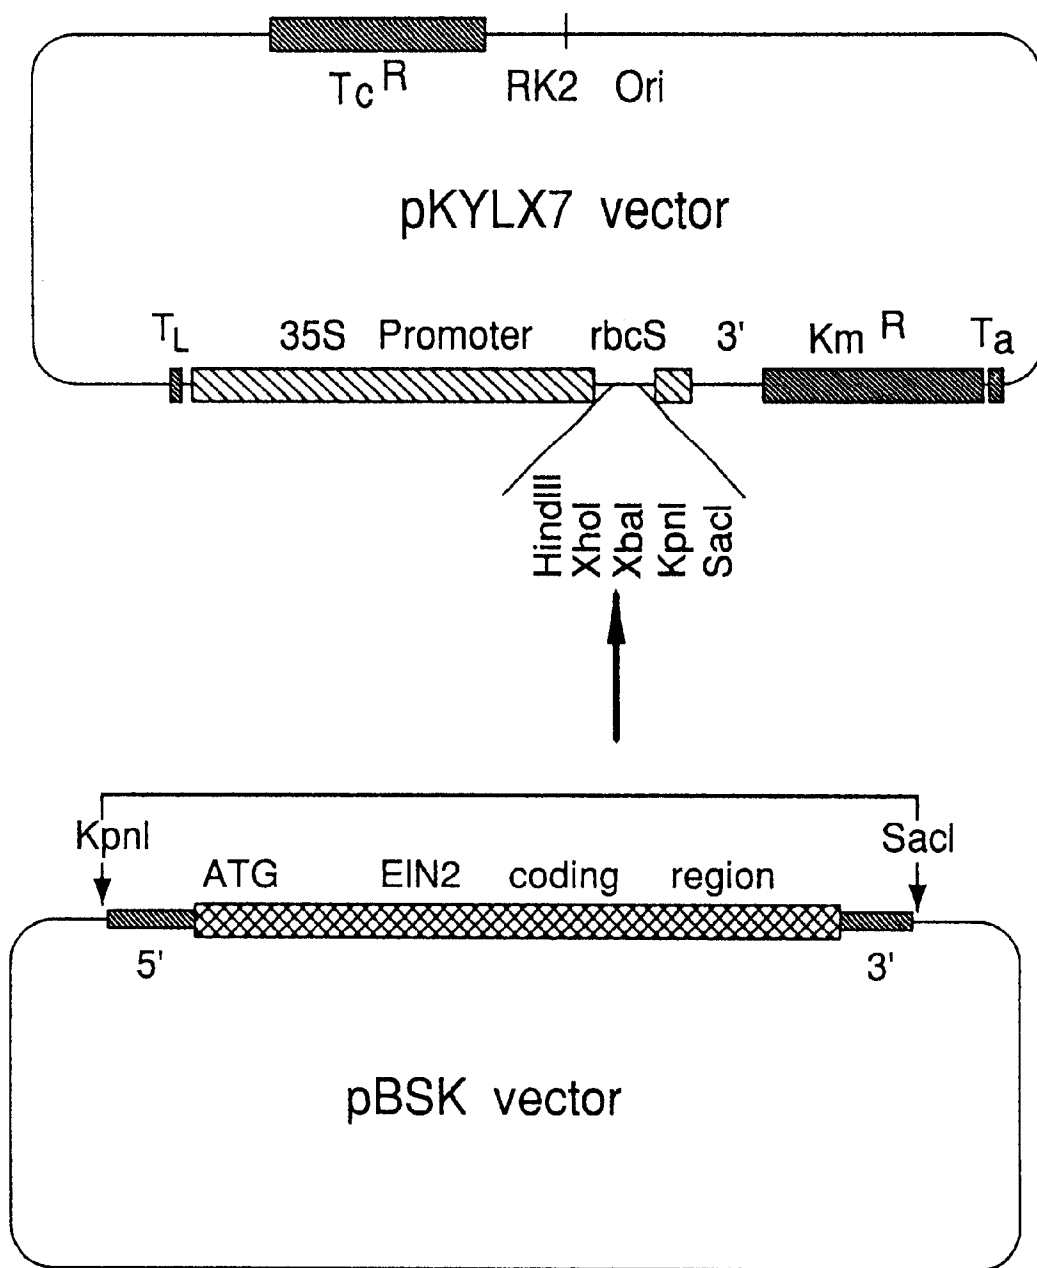 Tc R RK2 Ori
pKYLX7 vector
TL 35S Promoter rbcS 3' Km R Ta
HindIII
XhoI
XbaI
KpnI
SacI
KpnI SacI
ATG EIN2 coding region
5' 3'
pBSK vector